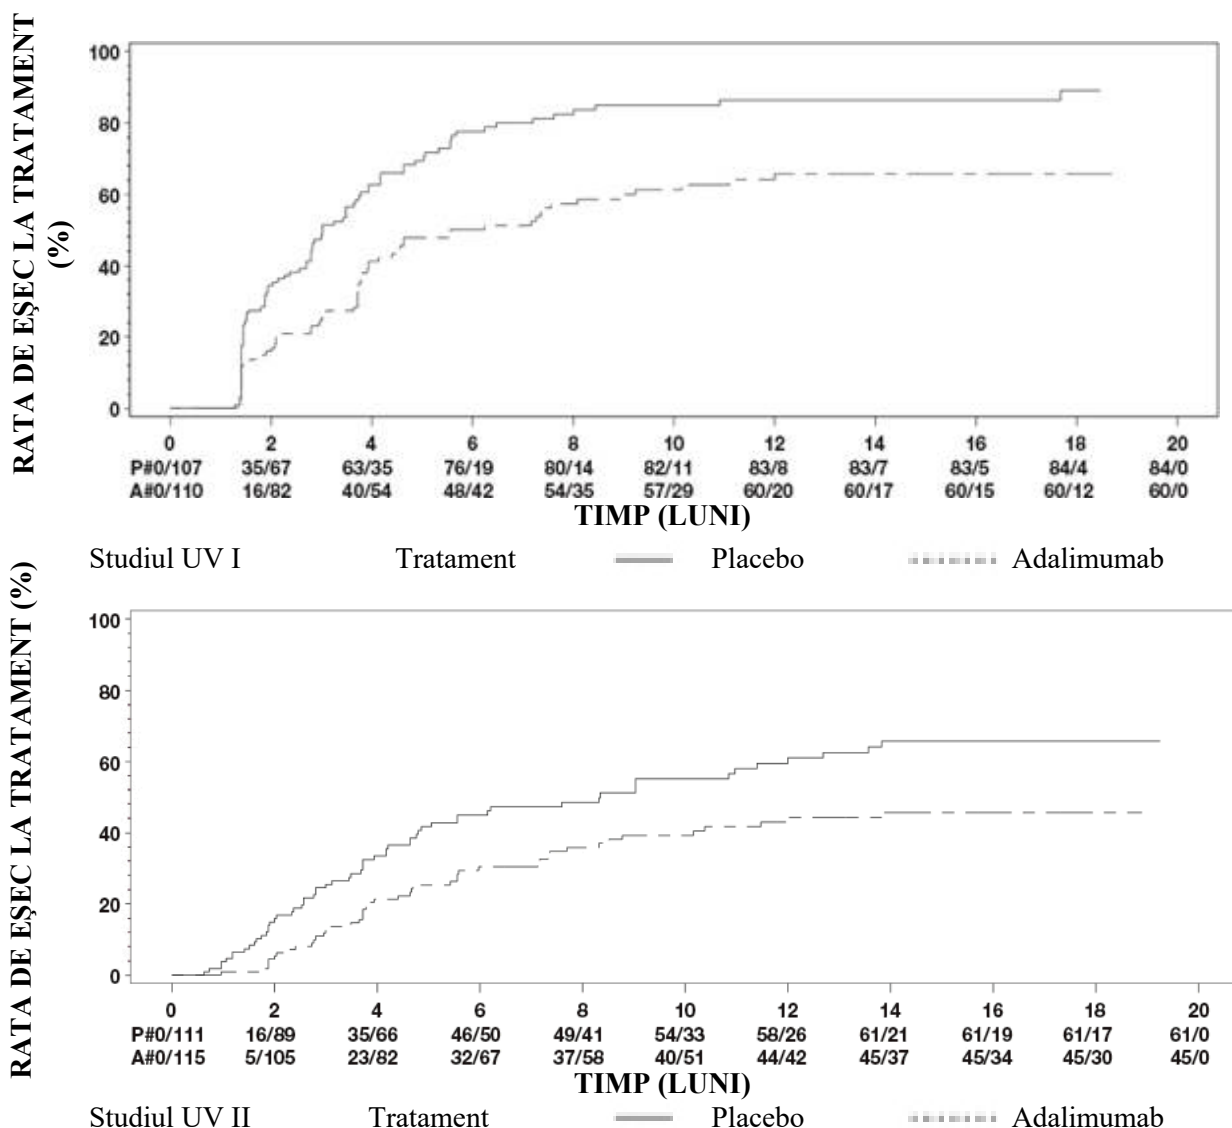 RATA DE EȘEC LA TRATAMENT
(%)
100
80
60
40
20
0
0 2 4 6 8 10 12 14 16 18 20
P#0/107 35/67 63/35 76/19 80/14 82/11 83/8 83/7 83/5 84/4 84/0
A#0/110 16/82 40/54 48/42 54/35 57/29 60/20 60/17 60/15 60/12 60/0
TIMP (LUNI)
Studiul UV I Tratament Placebo Adalimumab
RATA DE EȘEC LA TRATAMENT (%)
100
80
60
40
20
0
0 2 4 6 8 10 12 14 16 18 20
P#0/111 16/89 35/66 46/50 49/41 54/33 58/26 61/21 61/19 61/17 61/0
A#0/115 5/105 23/82 32/67 37/58 40/51 44/42 45/37 45/34 45/30 45/0
TIMP (LUNI)
Studiul UV II Tratament Placebo Adalimumab